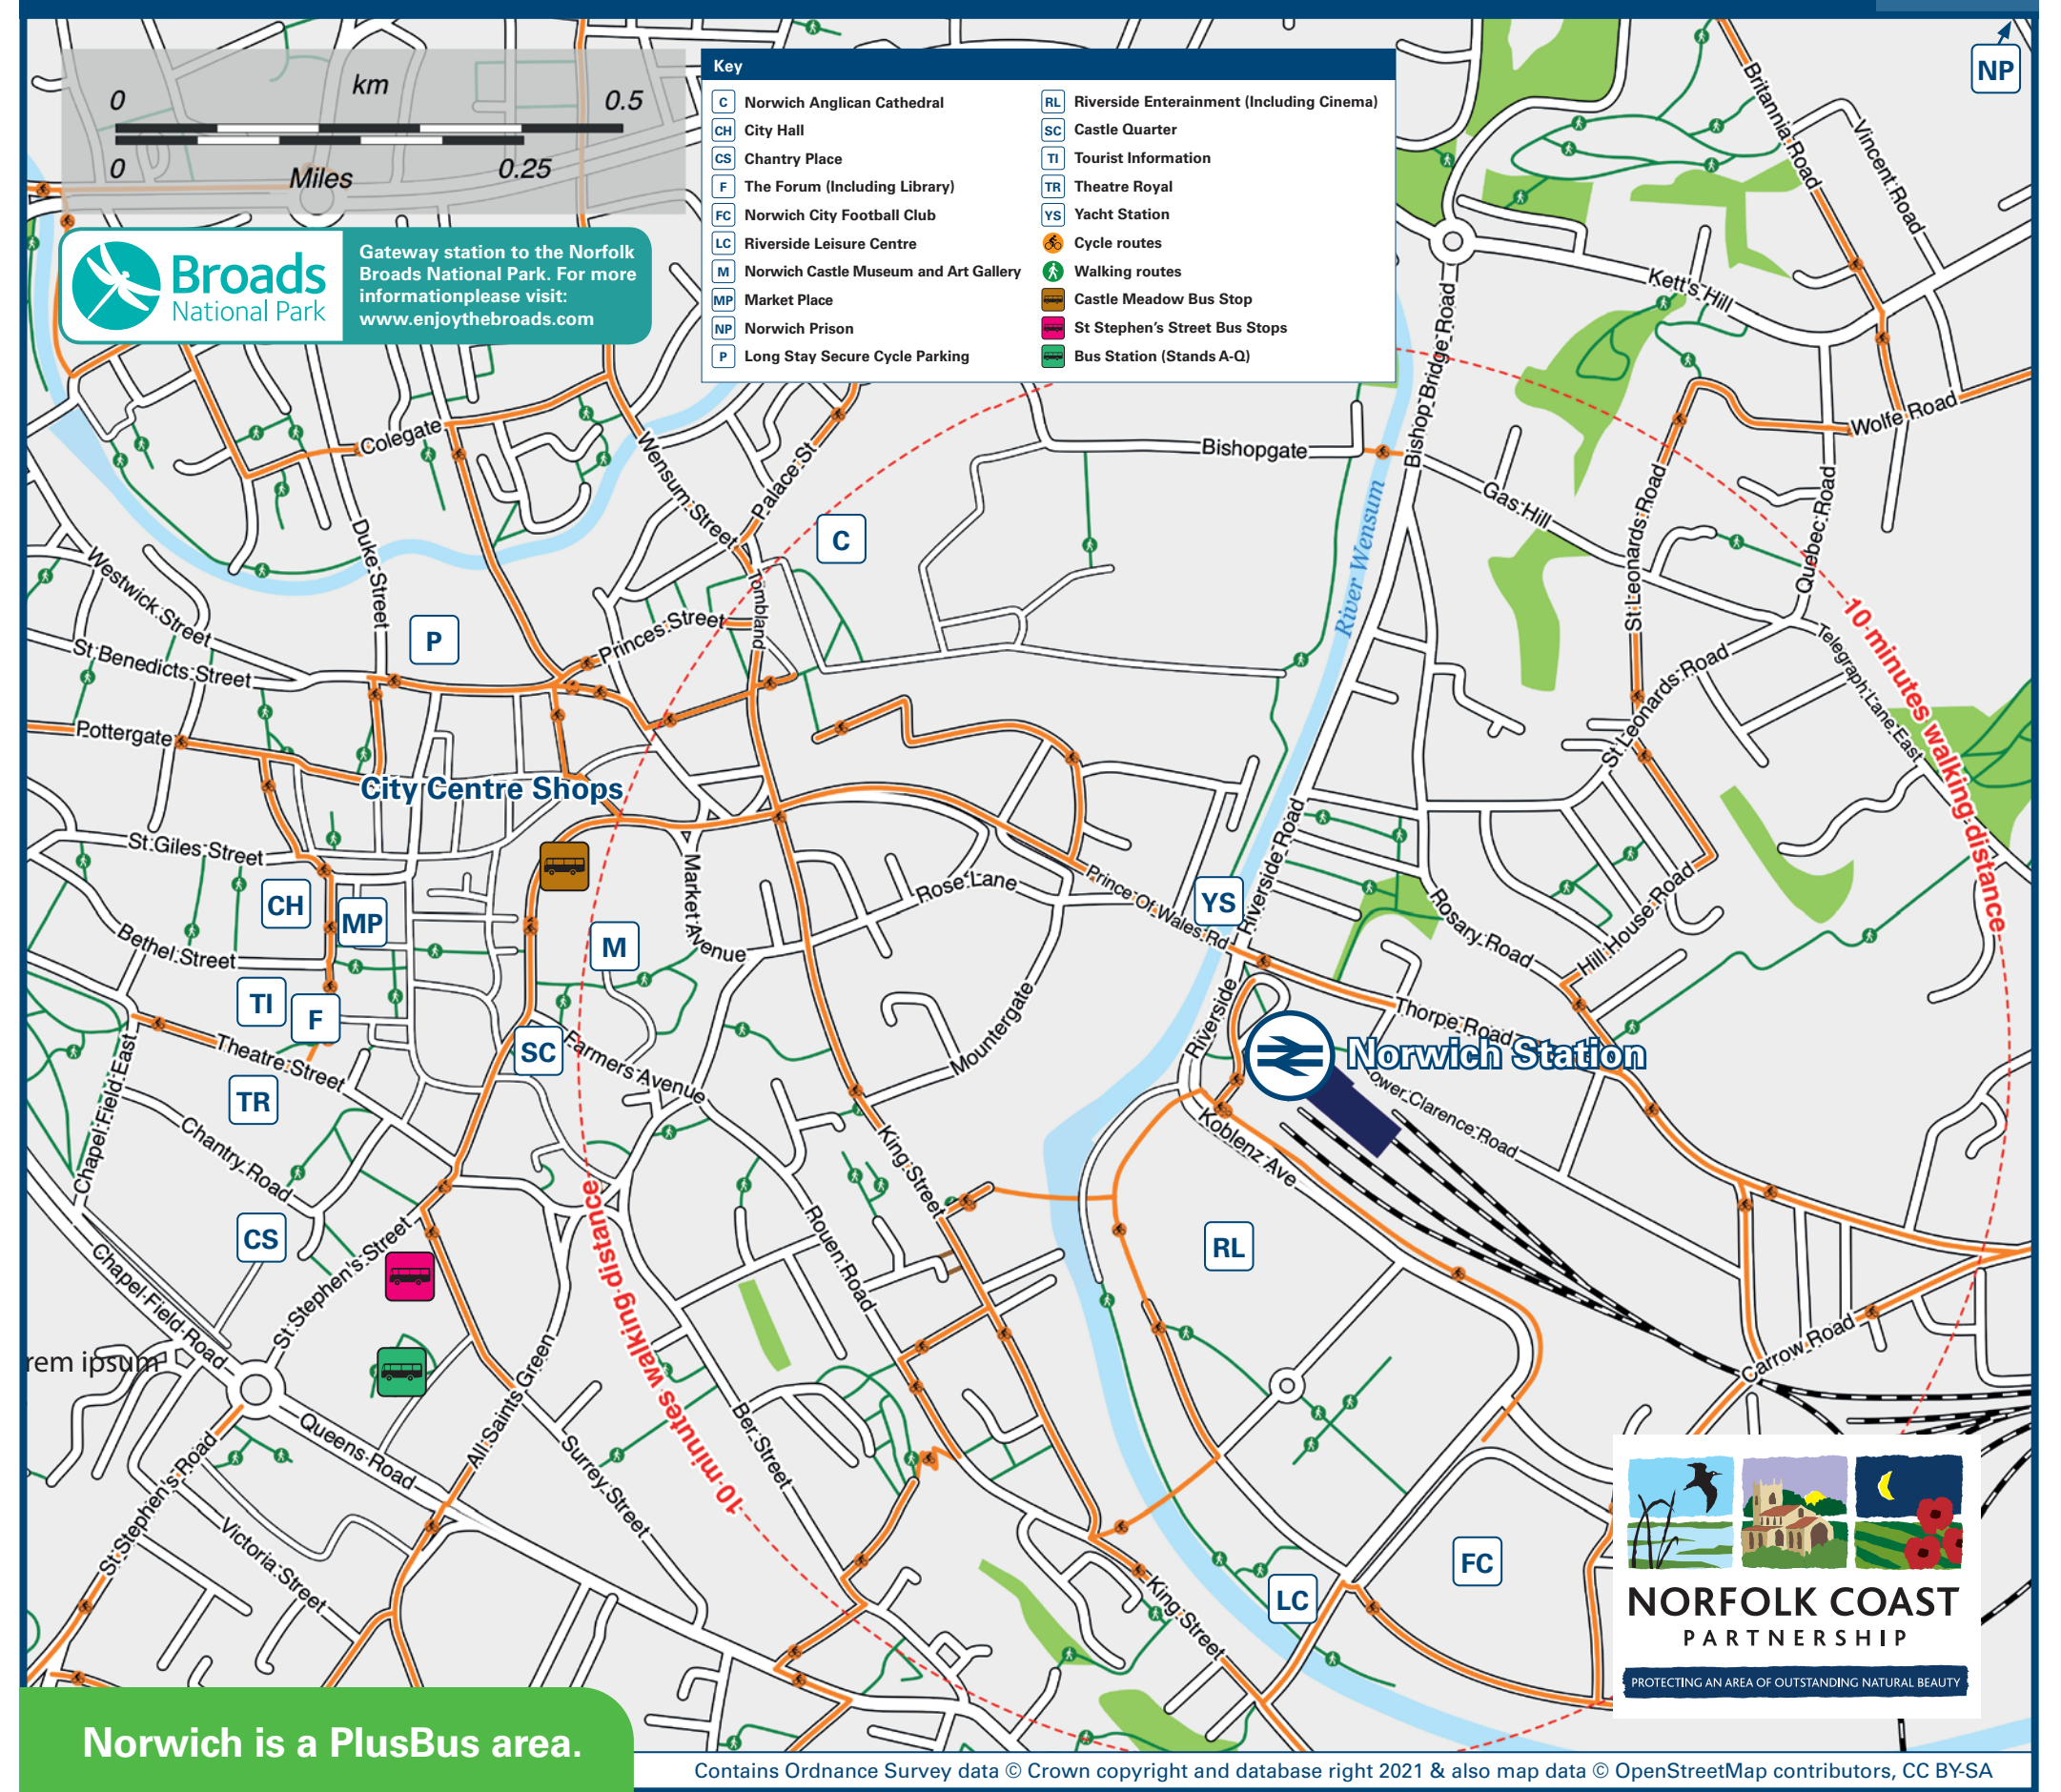 NP
km
0
0.5
0
Miles
0.25
Broads
National Park
Gateway station to the Norfolk
Broads National Park. For more
informationplease visit:
www.enjoythebroads.com
Key
C Norwich Anglican Cathedral
CH City Hall
CS Chantry Place
F The Forum (Including Library)
FC Norwich City Football Club
LC Riverside Leisure Centre
M Norwich Castle Museum and Art Gallery
MP Market Place
NP Norwich Prison
P Long Stay Secure Cycle Parking
RL Riverside Enterainment (Including Cinema)
SC Castle Quarter
TI Tourist Information
TR Theatre Royal
YS Yacht Station
Cycle routes
Walking routes
Castle Meadow Bus Stop
St Stephen's Street Bus Stops
Bus Station (Stands A-Q)
Britannia Road
Vincent Road
Kett's Hill
Bishop Bridge Road
Wolfe Road
Colegate
Wensum Street
Palace St
Bishopgate
Gas Hill
St Leonards Road
Quebec Road
River Wensum
C
Duke Street
Westwick Street
Tombland
P
Princes Street
St Benedicts Street
10 minutes walking distance
Telegraph Lane East
St Leonards Road
Pottergate
City Centre Shops
St Giles Street
Market Avenue
Rose Lane
Prince Of Wales Rd
YS
Riverside Road
Rosary Road
Hill House Road
CH
MP
M
Bethel Street
TI
F
SC
Farmers Avenue
Mountergate
Riverside
Thorpe Road
Norwich Station
ower Clarence Road
Theatre Street
TR
Chapel Field East
Chantry Road
Koblenz Ave
King Street
CS
St Stephen's Street
Rouen Road
RL
Chapel Field Road
10 minutes walking distance
rem ipsum
Carrow Road
All Saints Green
Queens Road
Surrey Street
Ber Street
St Stephen's Road
Victoria Street
King Street
LC
FC
NORFOLK COAST
PARTNERSHIP
PROTECTING AN AREA OF OUTSTANDING NATURAL BEAUTY
Norwich is a PlusBus area.
Contains Ordnance Survey data © Crown copyright and database right 2021 & also map data © OpenStreetMap contributors, CC BY-SA